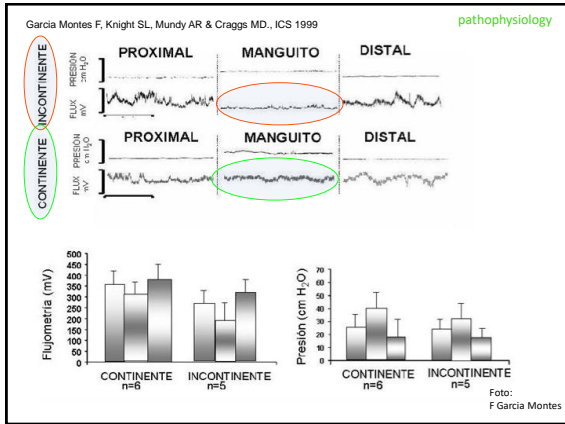 Garcia Montes F, Knight SL, Mundy AR & Craggs MD., ICS 1999
pathophysiology
INCONTINENTE
PROXIMAL MANGUITO DISTAL
PRESIÓN
cm H2O
FLUX
mV
CONTINENTE
PROXIMAL MANGUITO DISTAL
PRESIÓN
cm H2O
FLUX
mV
Flujometria (mV)
500
450
400
350
300
250
200
150
100
50
0
CONTINENTE INCONTINENTE
n=6 n=5
Presión (cm H2O)
70
60
50
40
30
20
10
0
CONTINENTE INCONTINENTE
n=6 n=5
Foto:
F Garcia Montes